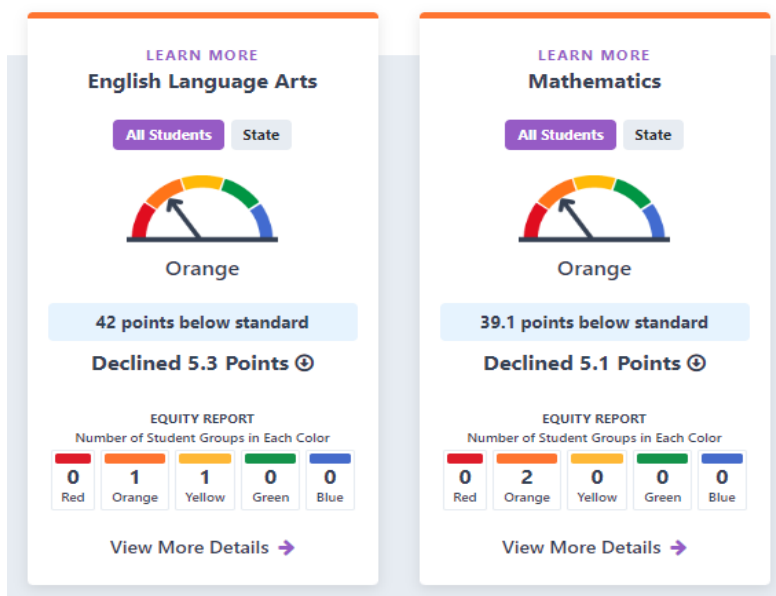 LEARN MORE
English Language Arts
All Students State
Orange
42 points below standard
Declined 5.3 Points
EQUITY REPORT
Number of Student Groups in Each Color
0 1 1 0 0
Red Orange Yellow Green Blue
View More Details
LEARN MORE
Mathematics
All Students State
Orange
39.1 points below standard
Declined 5.1 Points
EQUITY REPORT
Number of Student Groups in Each Color
0 2 0 0 0
Red Orange Yellow Green Blue
View More Details